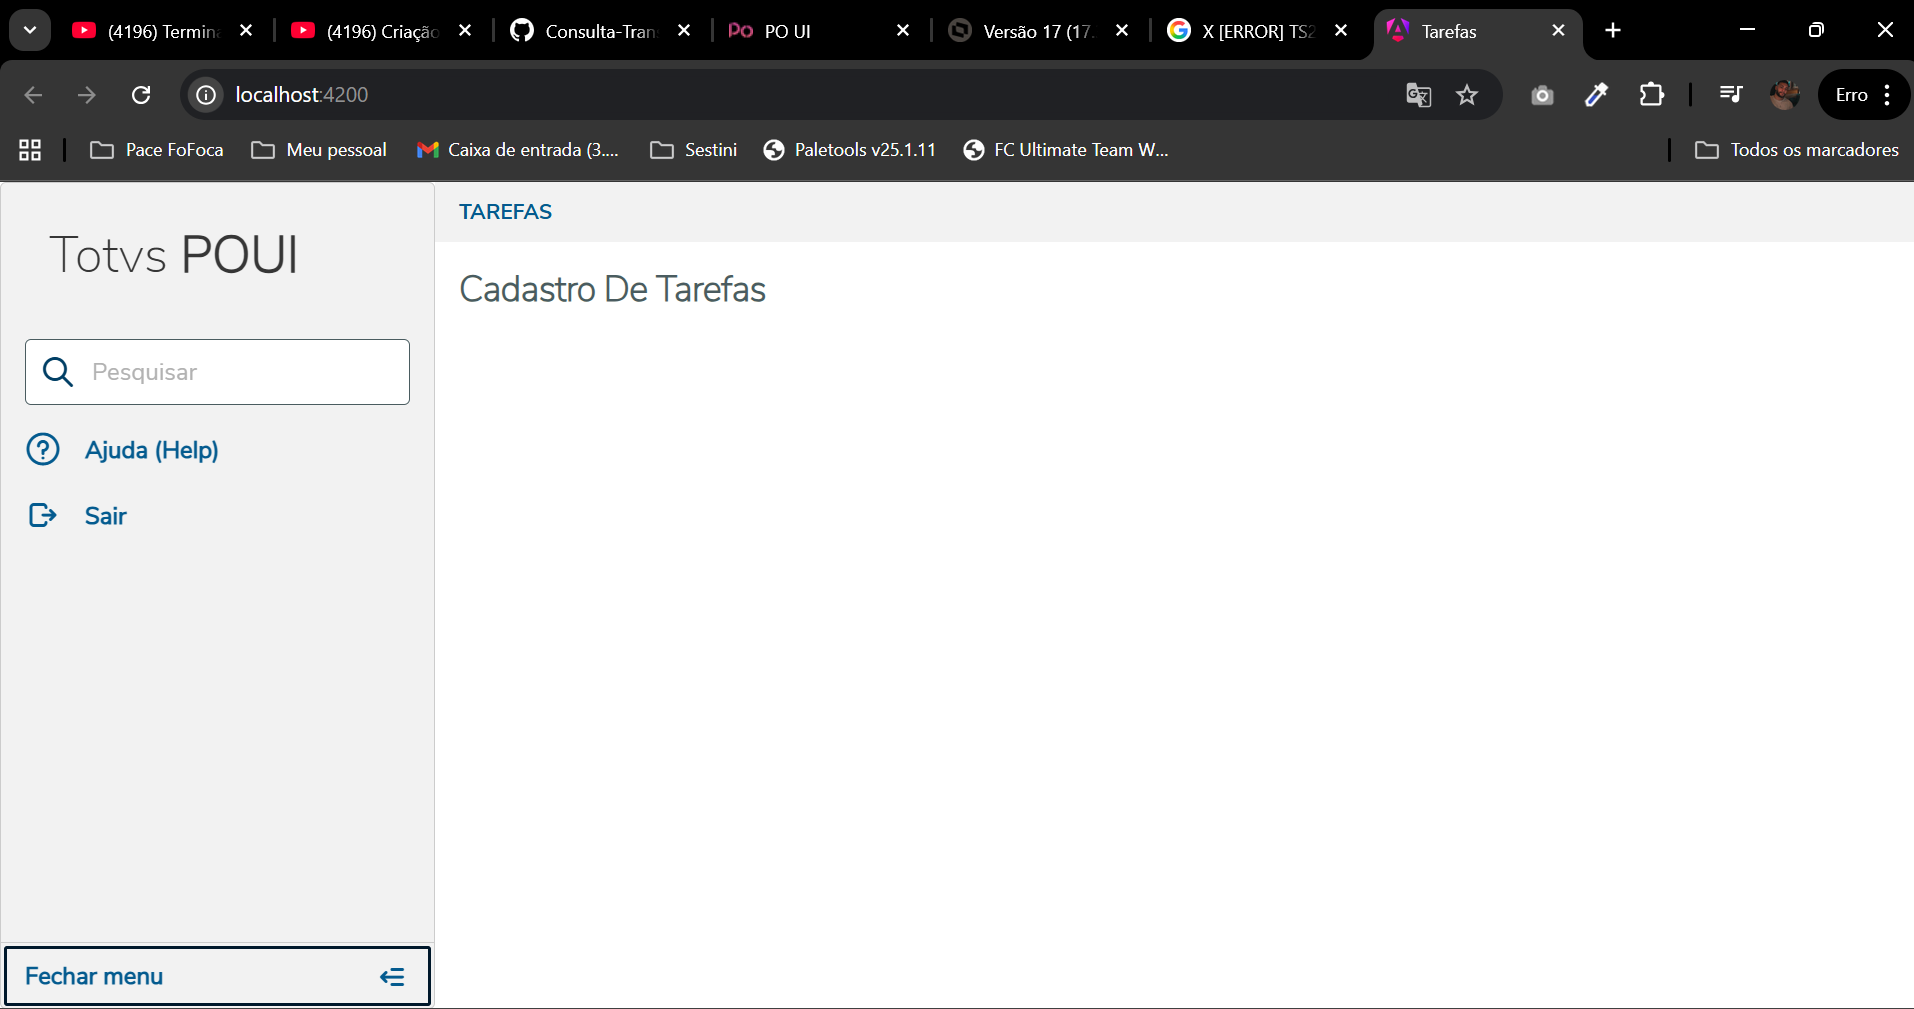 (4196) Termin
(4196) Criação
Consulta-Tran
PO UI
Versão 17 (17.
X [ERROR] TS2
Tarefas
localhost:4200
Erro
Pace FoFoca
Meu pessoal
Caixa de entrada (3....
Sestini
Paletools v25.1.11
FC Ultimate Team W...
Todos os marcadores
Totvs POUI
Pesquisar
Ajuda (Help)
Sair
Fechar menu
TAREFAS
Cadastro De Tarefas